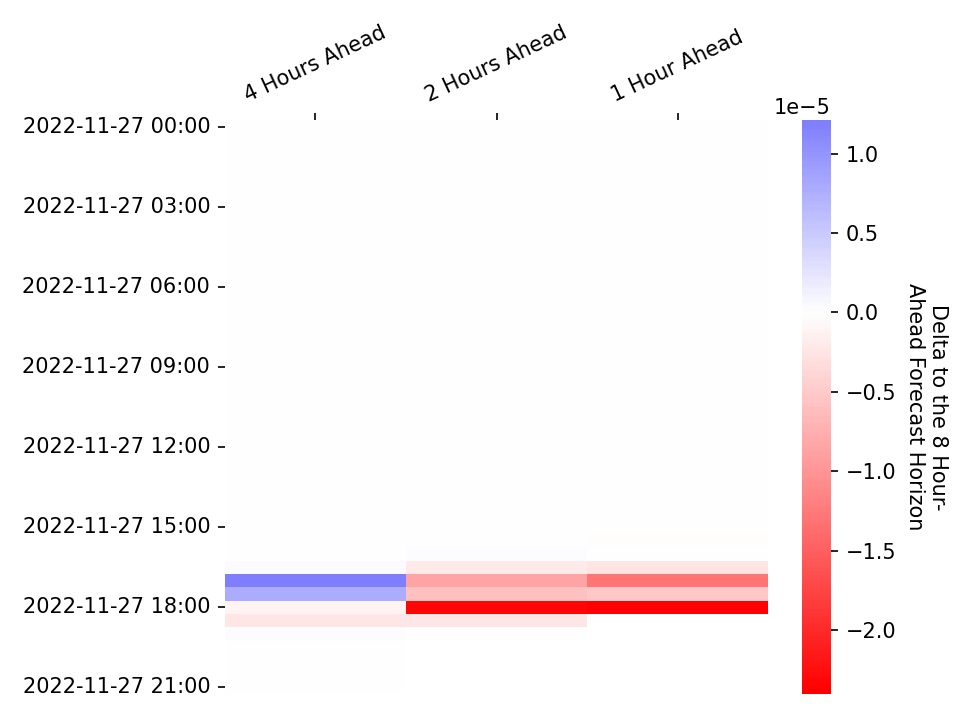 4 Hours Ahead
2 Hours Ahead
1 Hour Ahead
1e−5
2022-11-27 00:00
2022-11-27 03:00
2022-11-27 06:00
2022-11-27 09:00
2022-11-27 12:00
2022-11-27 15:00
2022-11-27 18:00
2022-11-27 21:00
1.0
0.5
0.0
−0.5
−1.0
−1.5
−2.0
Delta to the 8 Hour-
Ahead Forecast Horizon